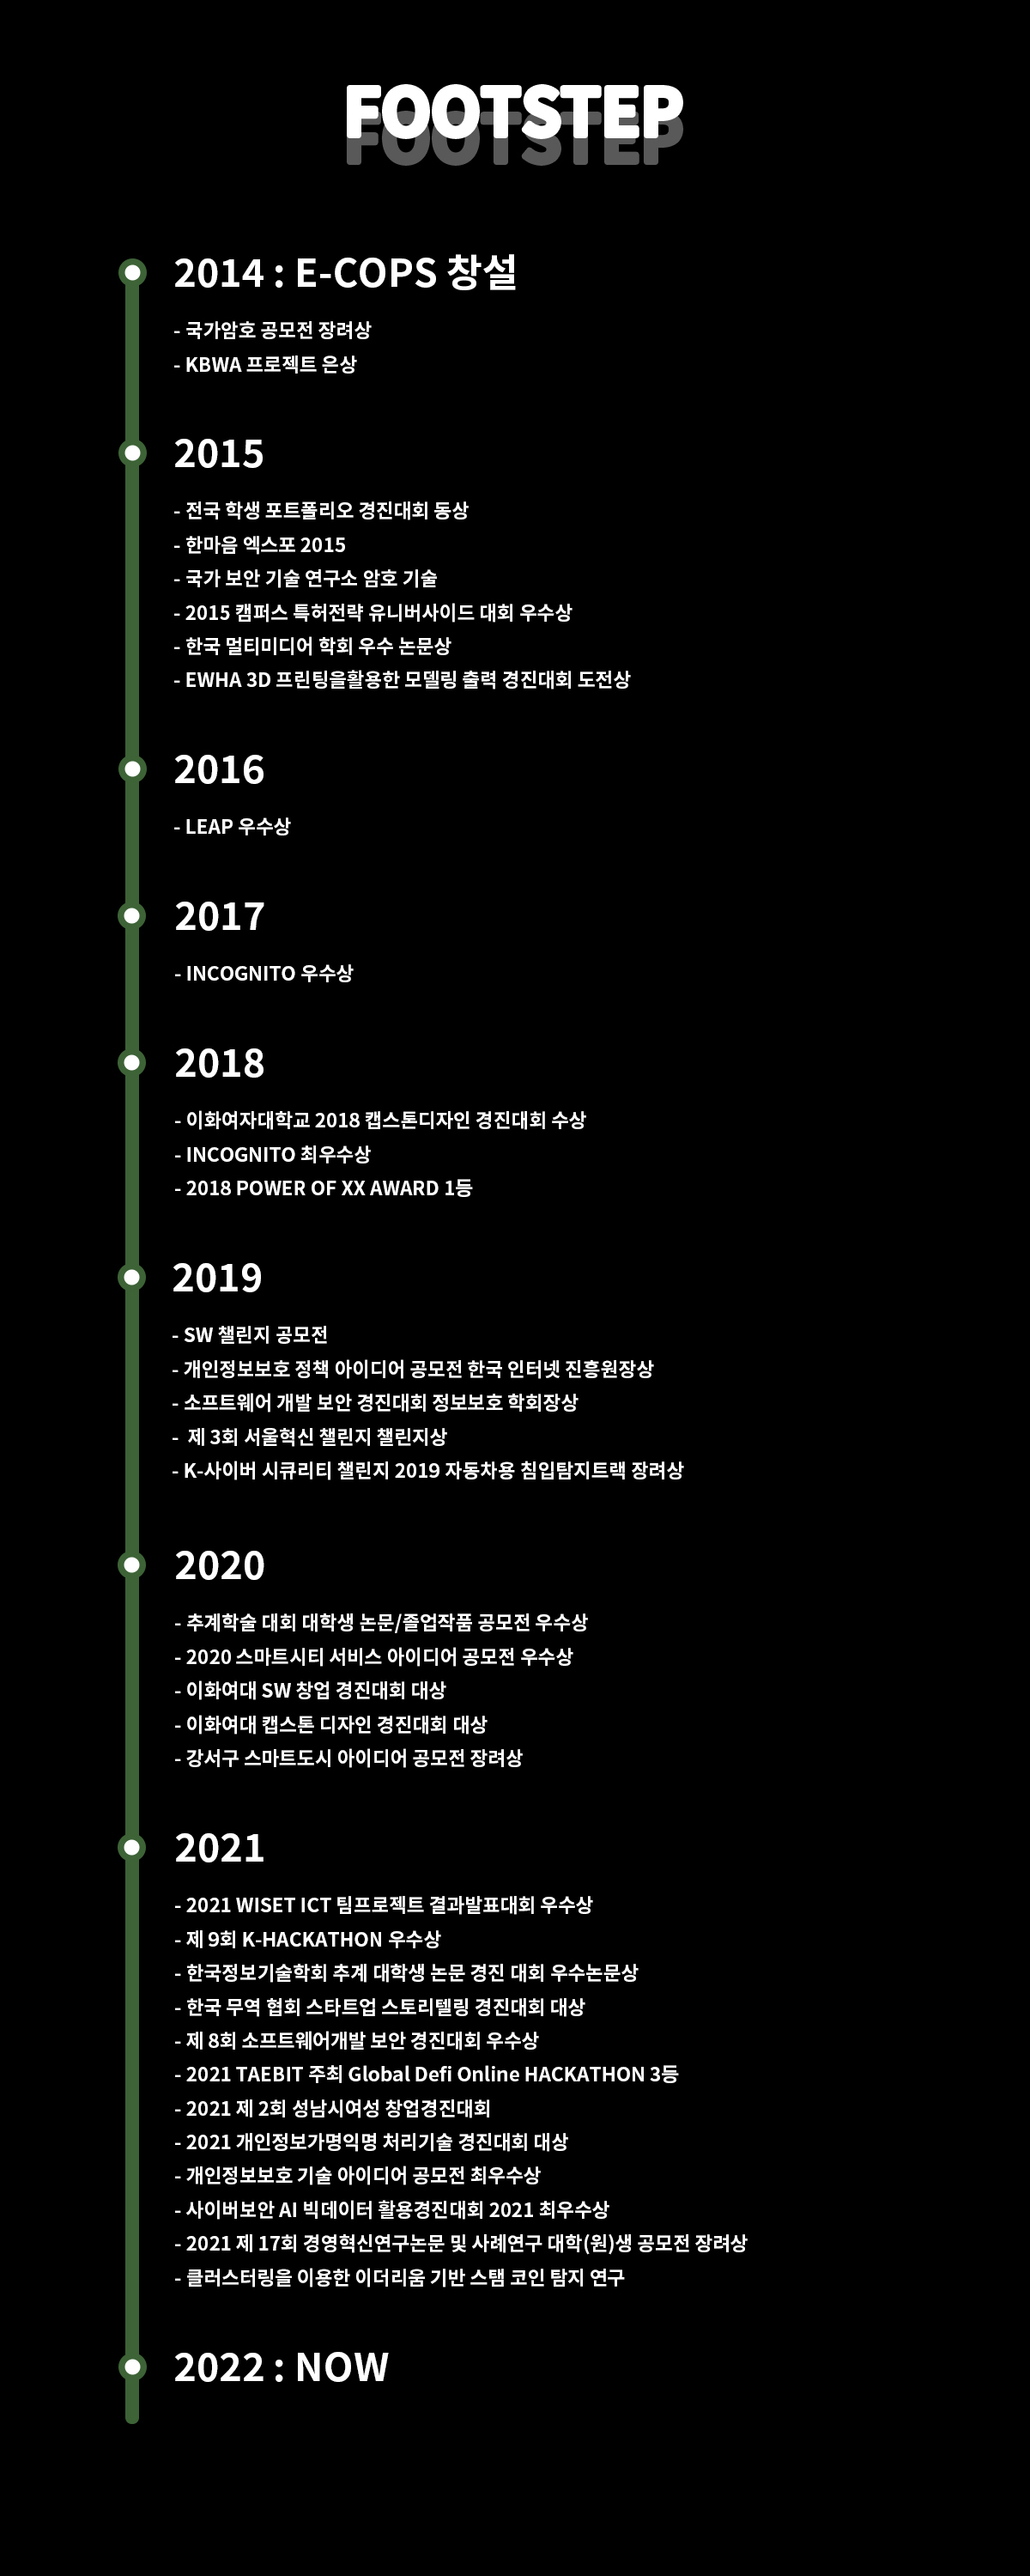 FOOTSTEP
2014 : E-COPS 창설
- 국가암호 공모전 장려상
- KBWA 프로젝트 은상
2015
- 전국 학생 포트폴리오 경진대회 동상
- 한마음 엑스포 2015
- 국가 보안 기술 연구소 암호 기술
- 2015 캠퍼스 특허전략 유니버사이드 대회 우수상
- 한국 멀티미디어 학회 우수 논문상
- EWHA 3D 프린팅을활용한 모델링 출력 경진대회 도전상
2016
- LEAP 우수상
2017
- INCOGNITO 우수상
2018
- 이화여자대학교 2018 캡스톤디자인 경진대회 수상
- INCOGNITO 최우수상
- 2018 POWER OF XX AWARD 1등
2019
- SW 챌린지 공모전
- 개인정보보호 정책 아이디어 공모전 한국 인터넷 진흥원장상
- 소프트웨어 개발 보안 경진대회 정보보호 학회장상
- 제 3회 서울혁신 챌린지 챌린지상
- K-사이버 시큐리티 챌린지 2019 자동차용 침입탐지트랙 장려상
2020
- 추계학술 대회 대학생 논문/졸업작품 공모전 우수상
- 2020 스마트시티 서비스 아이디어 공모전 우수상
- 이화여대 SW 창업 경진대회 대상
- 이화여대 캡스톤 디자인 경진대회 대상
- 강서구 스마트도시 아이디어 공모전 장려상
2021
- 2021 WISET ICT 팀프로젝트 결과발표대회 우수상
- 제 9회 K-HACKATHON 우수상
- 한국정보기술학회 추계 대학생 논문 경진 대회 우수논문상
- 한국 무역 협회 스타트업 스토리텔링 경진대회 대상
- 제 8회 소프트웨어개발 보안 경진대회 우수상
- 2021 TAEBIT 주최 Global Defi Online HACKATHON 3등
- 2021 제 2회 성남시여성 창업경진대회
- 2021 개인정보가명익명 처리기술 경진대회 대상
- 개인정보보호 기술 아이디어 공모전 최우수상
- 사이버보안 AI 빅데이터 활용경진대회 2021 최우수상
- 2021 제 17회 경영혁신연구논문 및 사례연구 대학(원)생 공모전 장려상
- 클러스터링을 이용한 이더리움 기반 스탬 코인 탐지 연구
2022 : NOW